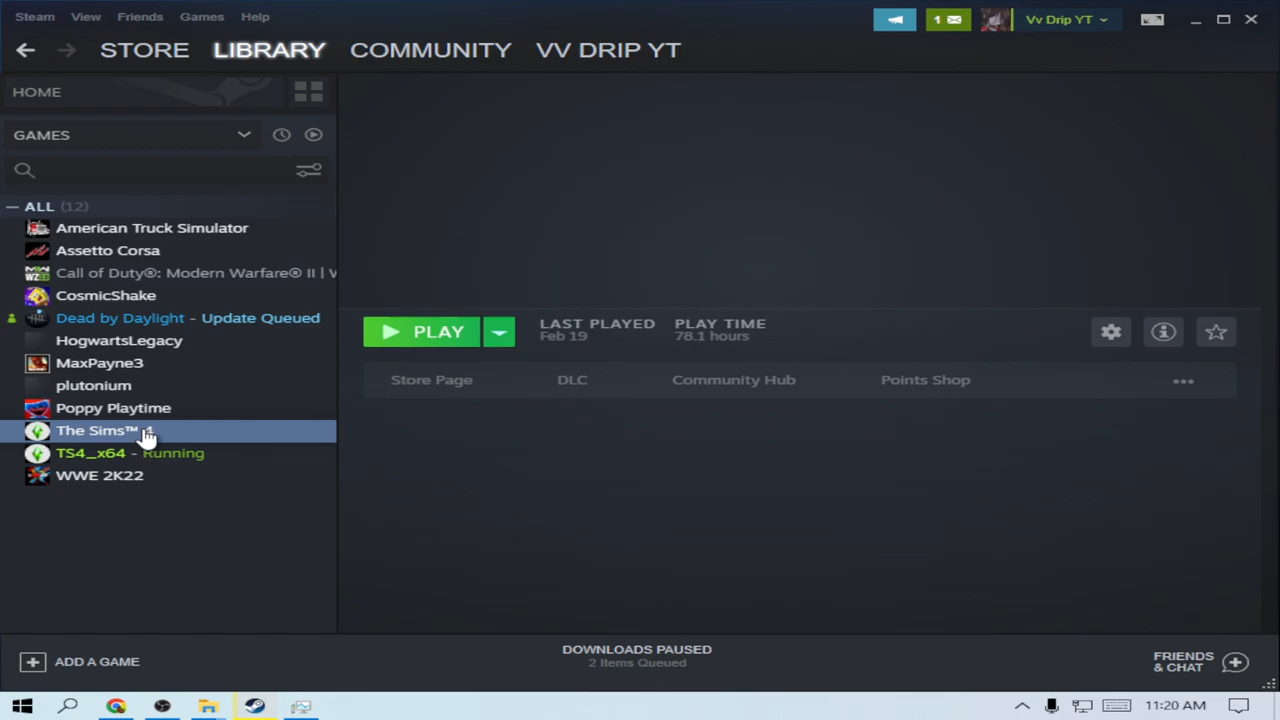 Steam View Friends Games Help
1
Vv Drip YT
STORE LIBRARY COMMUNITY VV DRIP YT
HOME
GAMES
ALL (12)
American Truck Simulator
Assetto Corsa
Call of Duty®: Modern Warfare® II |
CosmicShake
Dead by Daylight - Update Queued
HogwartsLegacy
MaxPayne3
plutonium
Poppy Playtime
The Sims™ 4
TS4_x64 - Running
WWE 2K22
PLAY
LAST PLAYED
Feb 19
PLAY TIME
78.1 hours
Store Page DLC Community Hub Points Shop
ADD A GAME
DOWNLOADS PAUSED
2 Items Queued
FRIENDS
& CHAT
11:20 AM